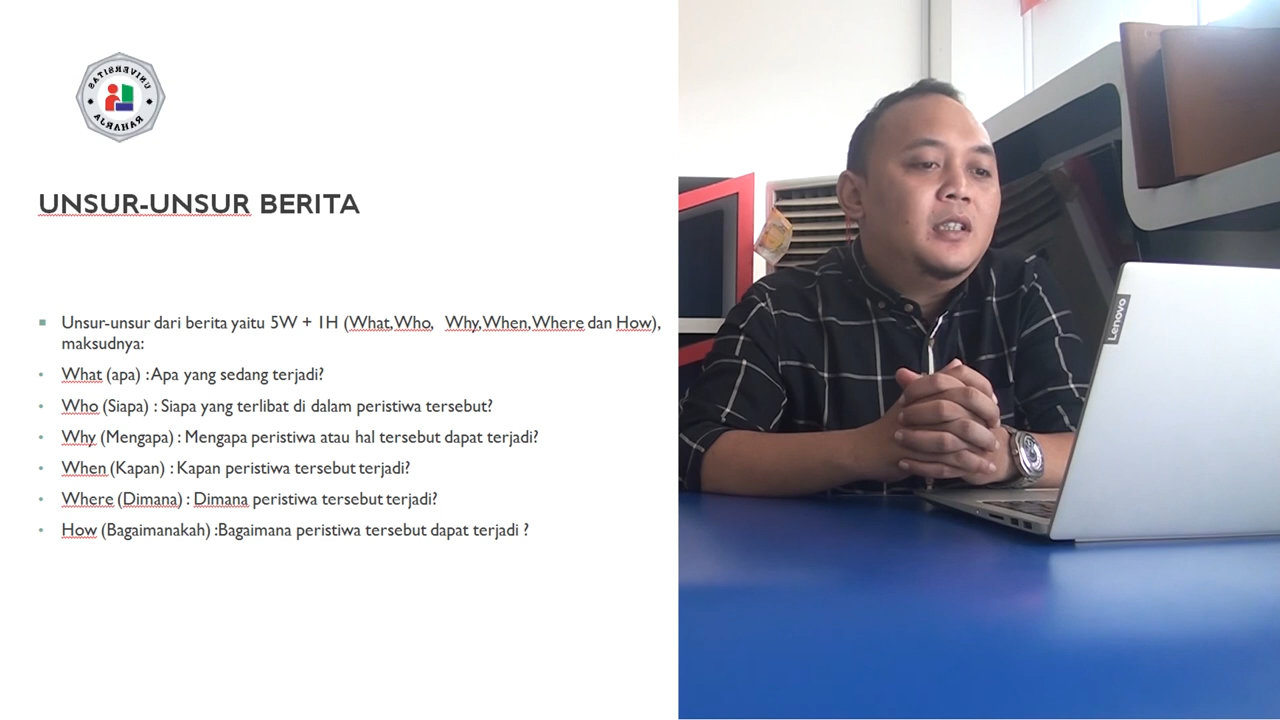 UNIVERSITAS
RAHARJA
UNSUR-UNSUR BERITA
Unsur-unsur dari berita yaitu 5W + 1H (What,Who, Why,When,Where dan How),
maksudnya:
What (apa) :Apa yang sedang terjadi?
Who (Siapa) : Siapa yang terlibat di dalam peristiwa tersebut?
Why (Mengapa) : Mengapa peristiwa atau hal tersebut dapat terjadi?
When (Kapan) : Kapan peristiwa tersebut terjadi?
Where (Dimana) : Dimana peristiwa tersebut terjadi?
How (Bagaimanakah) :Bagaimana peristiwa tersebut dapat terjadi ?
Lenovo